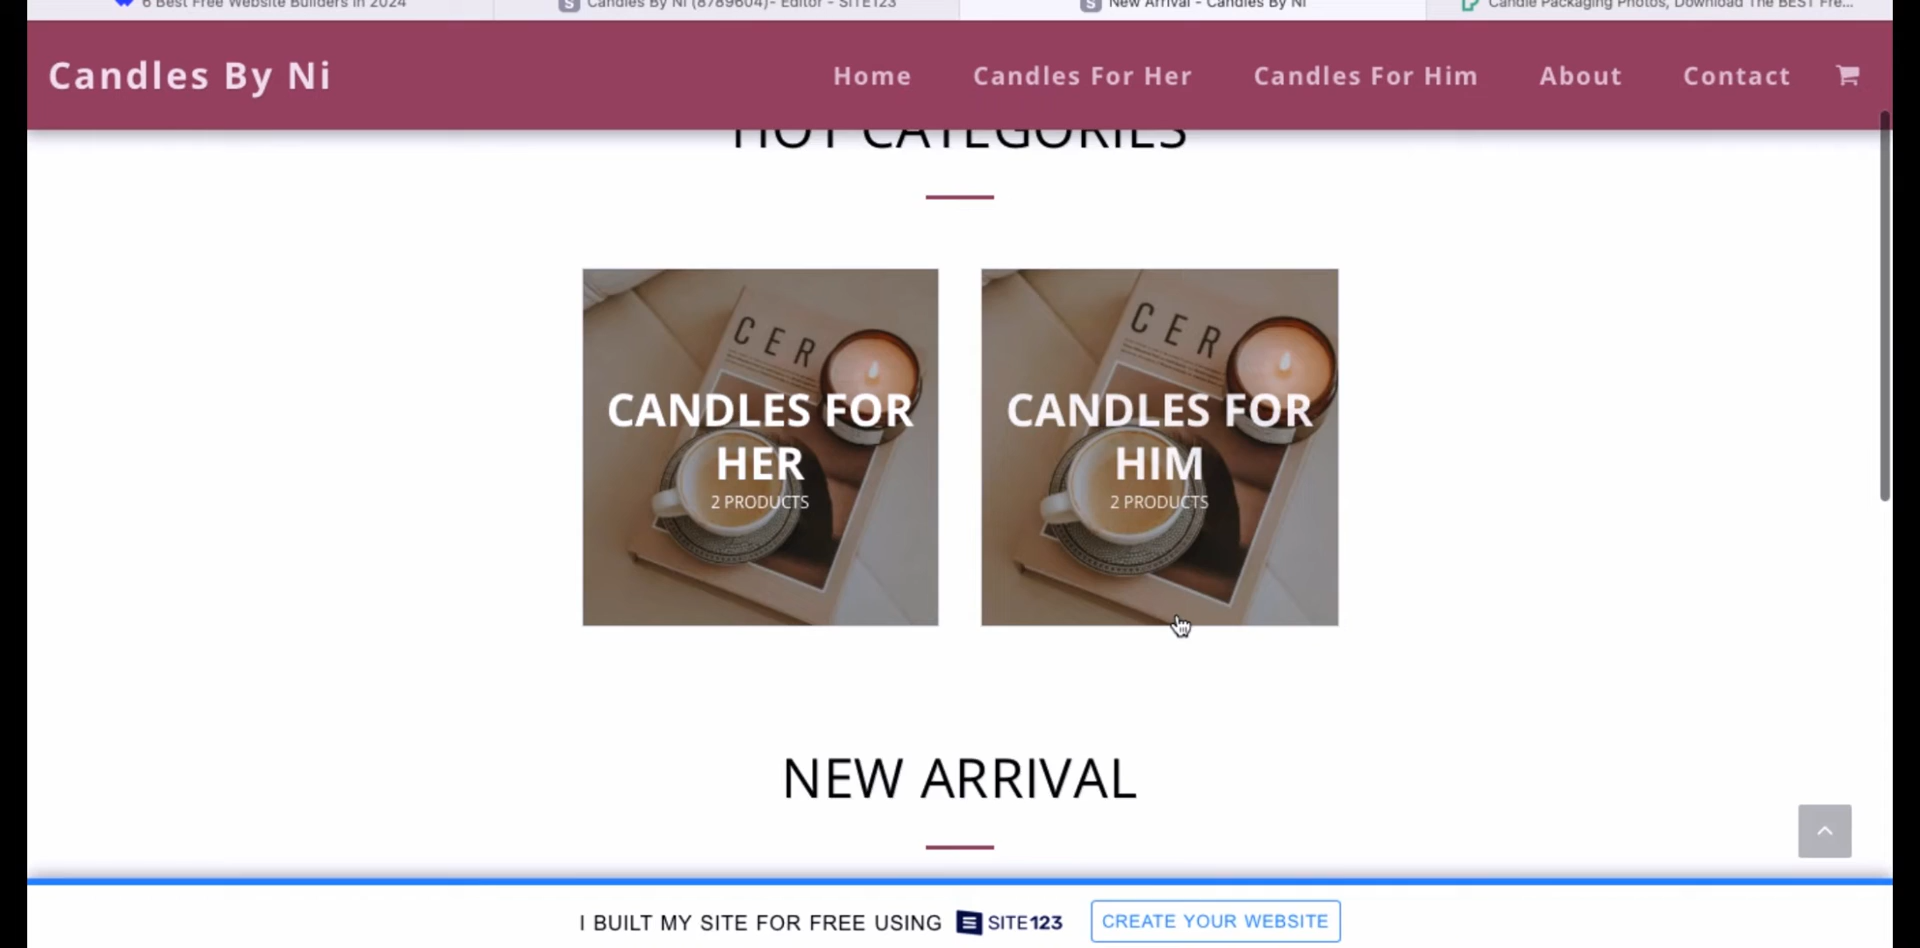 6 Best Free Website Builders in 2024
Candles By Ni (8789604)- Editor - SITE123
New Arrival - Candles By Ni
Candle Packaging Photos, Download The BEST Fre...
Candles By Ni
Home
Candles For Her
Candles For Him
About
Contact
HOT CATEGORIES
CER
CANDLES FOR
HER
2 PRODUCTS
CER
CANDLES FOR
HIM
2 PRODUCTS
NEW ARRIVAL
I BUILT MY SITE FOR FREE USING SITE123 CREATE YOUR WEBSITE